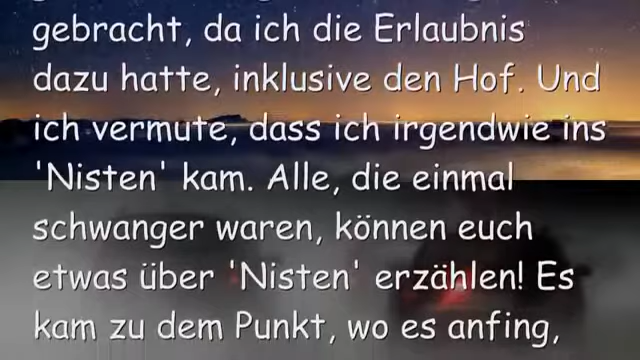 gebracht, da ich die Erlaubnis
dazu hatte, inklusive den Hof. Und
ich vermute, dass ich irgendwie ins
'Nisten' kam. Alle, die einmal
schwanger waren, können euch
etwas über 'Nisten' erzählen! Es
kam zu dem Punkt, wo es anfing,